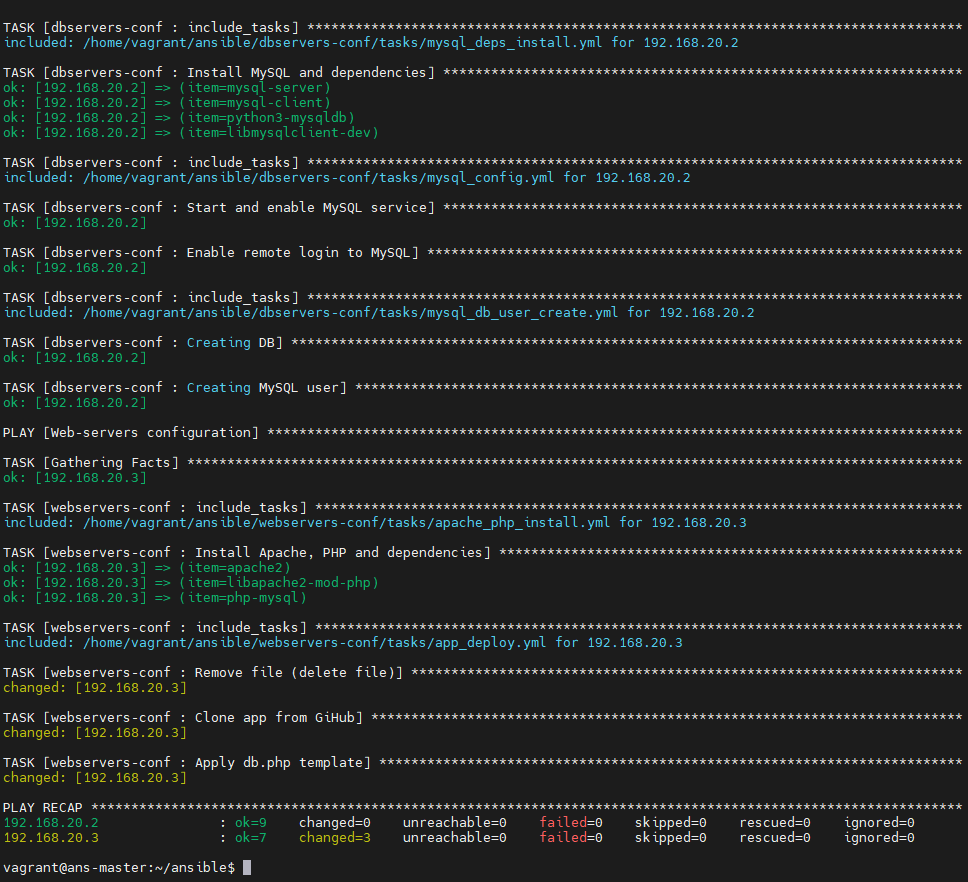 TASK [dbservers-conf : include_tasks] **********************************************************************************
included: /home/vagrant/ansible/dbservers-conf/tasks/mysql_deps_install.yml for 192.168.20.2
TASK [dbservers-conf : Install MySQL and dependencies] *****************************************************************
ok: [192.168.20.2] => (item=mysql-server)
ok: [192.168.20.2] => (item=mysql-client)
ok: [192.168.20.2] => (item=python3-mysqldb)
ok: [192.168.20.2] => (item=libmysqlclient-dev)
TASK [dbservers-conf : include_tasks] **********************************************************************************
included: /home/vagrant/ansible/dbservers-conf/tasks/mysql_config.yml for 192.168.20.2
TASK [dbservers-conf : Start and enable MySQL service] *****************************************************************
ok: [192.168.20.2]
TASK [dbservers-conf : Enable remote login to MySQL] *******************************************************************
ok: [192.168.20.2]
TASK [dbservers-conf : include_tasks] **********************************************************************************
included: /home/vagrant/ansible/dbservers-conf/tasks/mysql_db_user_create.yml for 192.168.20.2
TASK [dbservers-conf : Creating DB] ************************************************************************************
ok: [192.168.20.2]
TASK [dbservers-conf : Creating MySQL user] ****************************************************************************
ok: [192.168.20.2]
PLAY [Web-servers configuration] ***************************************************************************************
TASK [Gathering Facts] *************************************************************************************************
ok: [192.168.20.3]
TASK [webservers-conf : include_tasks] *********************************************************************************
included: /home/vagrant/ansible/webservers-conf/tasks/apache_php_install.yml for 192.168.20.3
TASK [webservers-conf : Install Apache, PHP and dependencies] **********************************************************
ok: [192.168.20.3] => (item=apache2)
ok: [192.168.20.3] => (item=libapache2-mod-php)
ok: [192.168.20.3] => (item=php-mysql)
TASK [webservers-conf : include_tasks] *********************************************************************************
included: /home/vagrant/ansible/webservers-conf/tasks/app_deploy.yml for 192.168.20.3
TASK [webservers-conf : Remove file (delete file)] *********************************************************************
changed: [192.168.20.3]
TASK [webservers-conf : Clone app from GiHub] **************************************************************************
changed: [192.168.20.3]
TASK [webservers-conf : Apply db.php template] *************************************************************************
changed: [192.168.20.3]
PLAY RECAP *************************************************************************************************************
192.168.20.2 : ok=9 changed=0 unreachable=0 failed=0 skipped=0 rescued=0 ignored=0
192.168.20.3 : ok=7 changed=3 unreachable=0 failed=0 skipped=0 rescued=0 ignored=0
vagrant@ans-master:~/ansible$